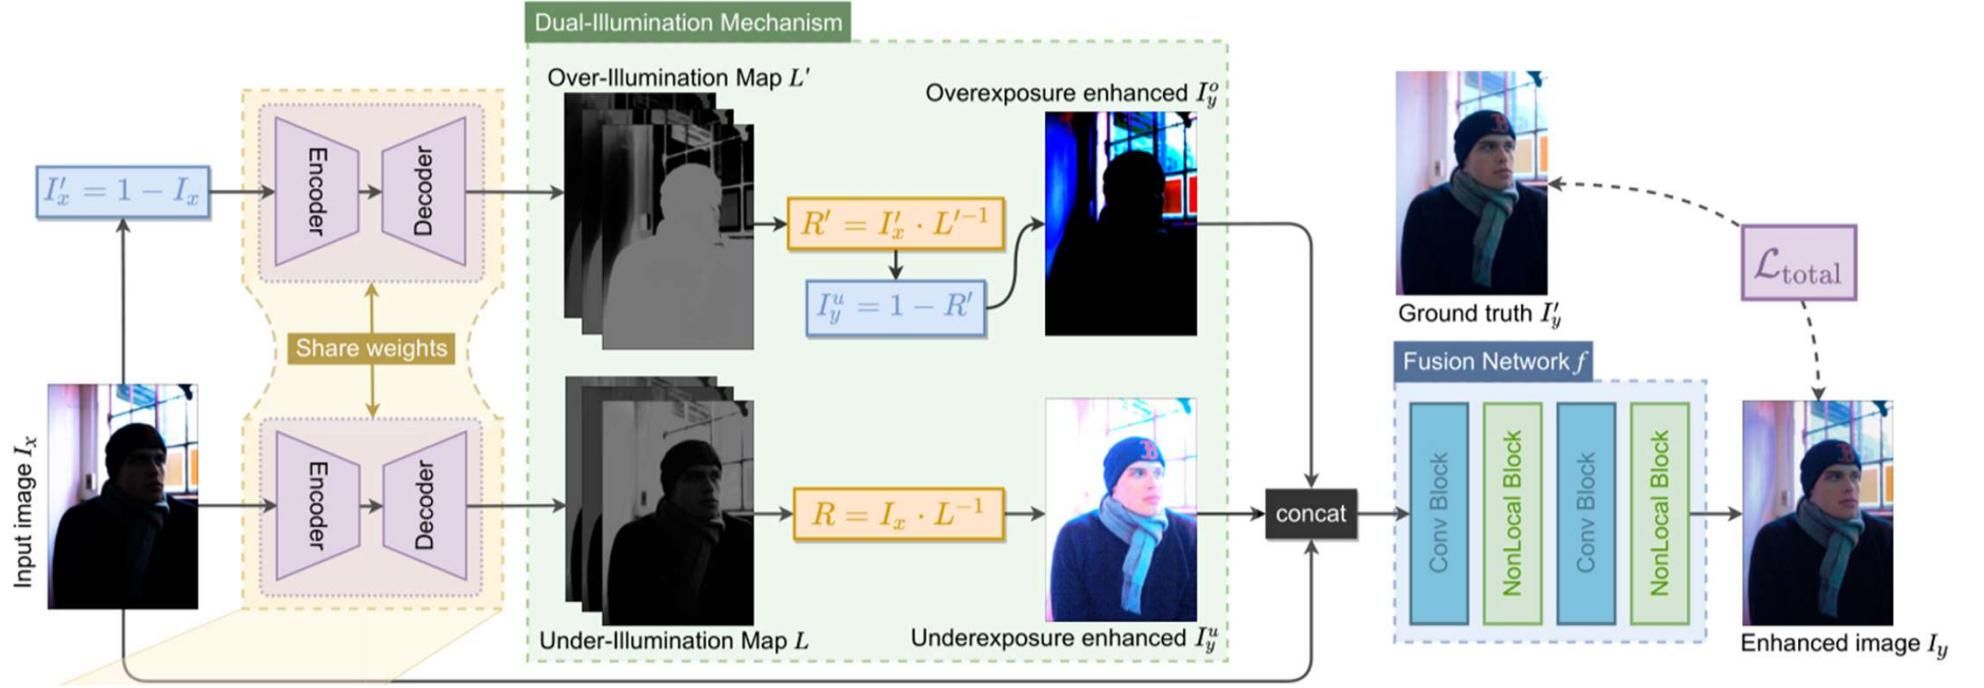 Dual-Illumination Mechanism
Over-Illumination Map L'
Overexposure enhanced I_y^o
I'_x = 1 − I_x
Encoder
Decoder
R' = I'_x · L'^{-1}
I_y^u = 1 − R'
Ground truth I'_y
L_total
Share weights
Fusion Network f
Input image I_x
Encoder
Decoder
R = I_x · L^{-1}
concat
Conv Block
NonLocal Block
Conv Block
NonLocal Block
Under-Illumination Map L
Underexposure enhanced I_y^u
Enhanced image I_y